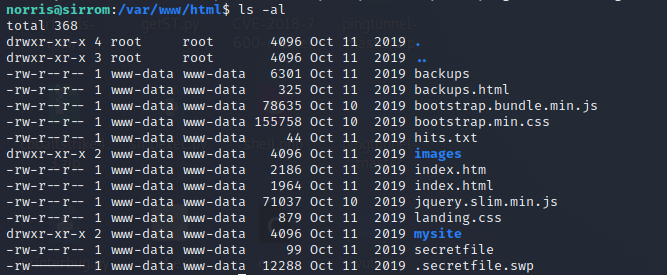 norris@sirrom:/var/www/html$ ls -al
total 368
drwxr-xr-x 4 root     root       4096 Oct 11  2019 .
drwxr-xr-x 3 root     root       4096 Oct 11  2019 ..
-rw-r--r-- 1 www-data www-data   6301 Oct 11  2019 backups
-rw-r--r-- 1 www-data www-data    325 Oct 11  2019 backups.html
-rw-r--r-- 1 www-data www-data  78635 Oct 10  2019 bootstrap.bundle.min.js
-rw-r--r-- 1 www-data www-data 155758 Oct 10  2019 bootstrap.min.css
-rw-r--r-- 1 www-data www-data     44 Oct 11  2019 hits.txt
drwxr-xr-x 2 www-data www-data   4096 Oct 11  2019 images
-rw-r--r-- 1 www-data www-data   2186 Oct 11  2019 index.htm
-rw-r--r-- 1 www-data www-data   1964 Oct 11  2019 index.html
-rw-r--r-- 1 www-data www-data  71037 Oct 10  2019 jquery.slim.min.js
-rw-r--r-- 1 www-data www-data    879 Oct 11  2019 landing.css
drwxr-xr-x 2 www-data www-data   4096 Oct 11  2019 mysite
-rw------- 1 www-data www-data     99 Oct 11  2019 secretfile
-rw------- 1 www-data www-data  12288 Oct 11  2019 .secretfile.swp